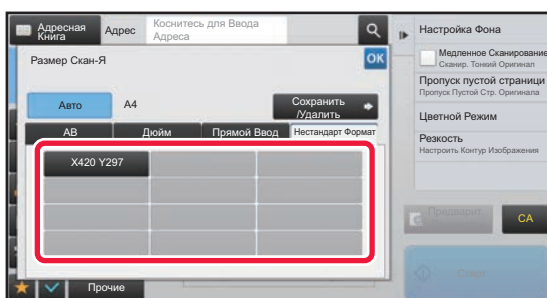 Адресная
Книга
Адрес
Коснитесь для Ввода
Адреса
Настройка Фона
Размер Скан-Я
OK
Медленное Сканирование
Сканир. Тонкий Оригинал
Авто
A4
Сохранить
/Удалить
Пропуск пустой страници
Пропуск Пустой Стр. Оригинала
AB
Дюйм
Прямой Ввод
Нестандарт Формат
Цветной Режим
X420 Y297
Резкость
Настроить Контур Изображения
Предварит.
CA
Прочие
Старт